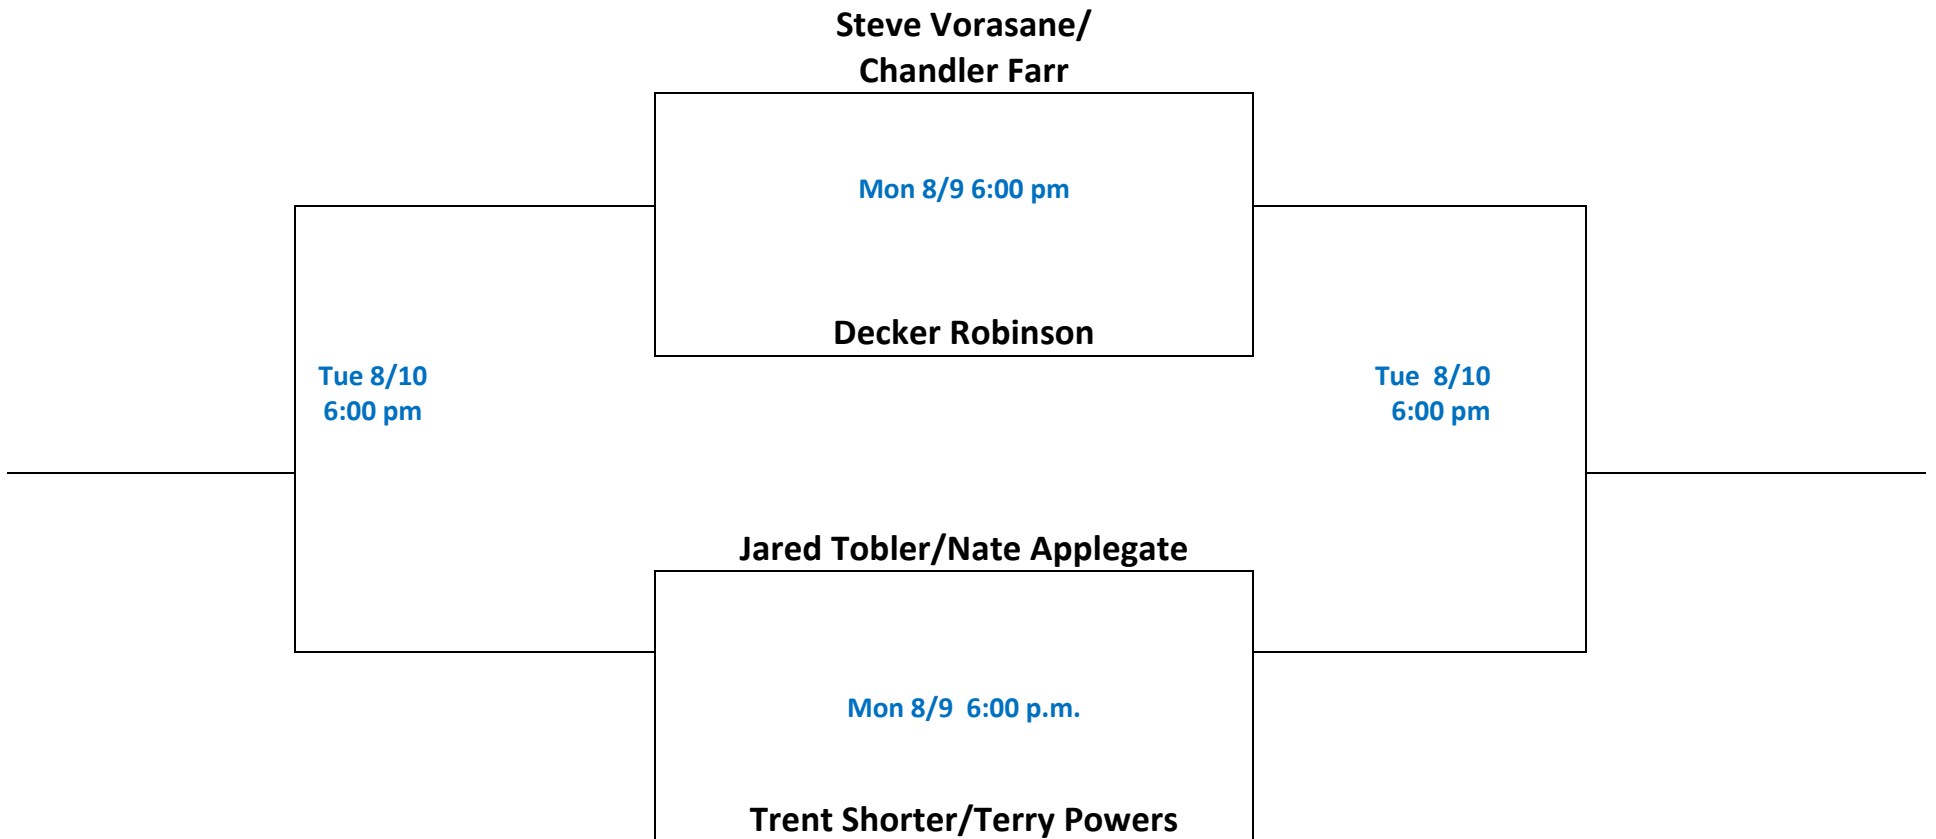 Steve Vorasane/
Chandler Farr
Mon 8/9 6:00 pm
Decker Robinson
Tue 8/10
6:00 pm
Tue  8/10
6:00 pm
Jared Tobler/Nate Applegate
Mon 8/9  6:00 p.m.
Trent Shorter/Terry Powers